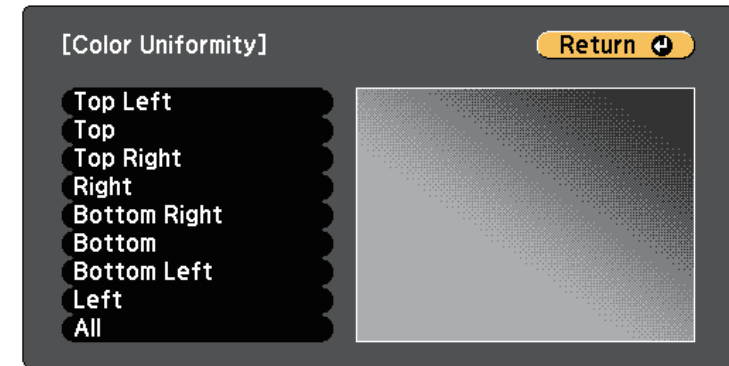 [Color Uniformity]
Return
Top Left
Top
Top Right
Right
Bottom Right
Bottom
Bottom Left
Left
All